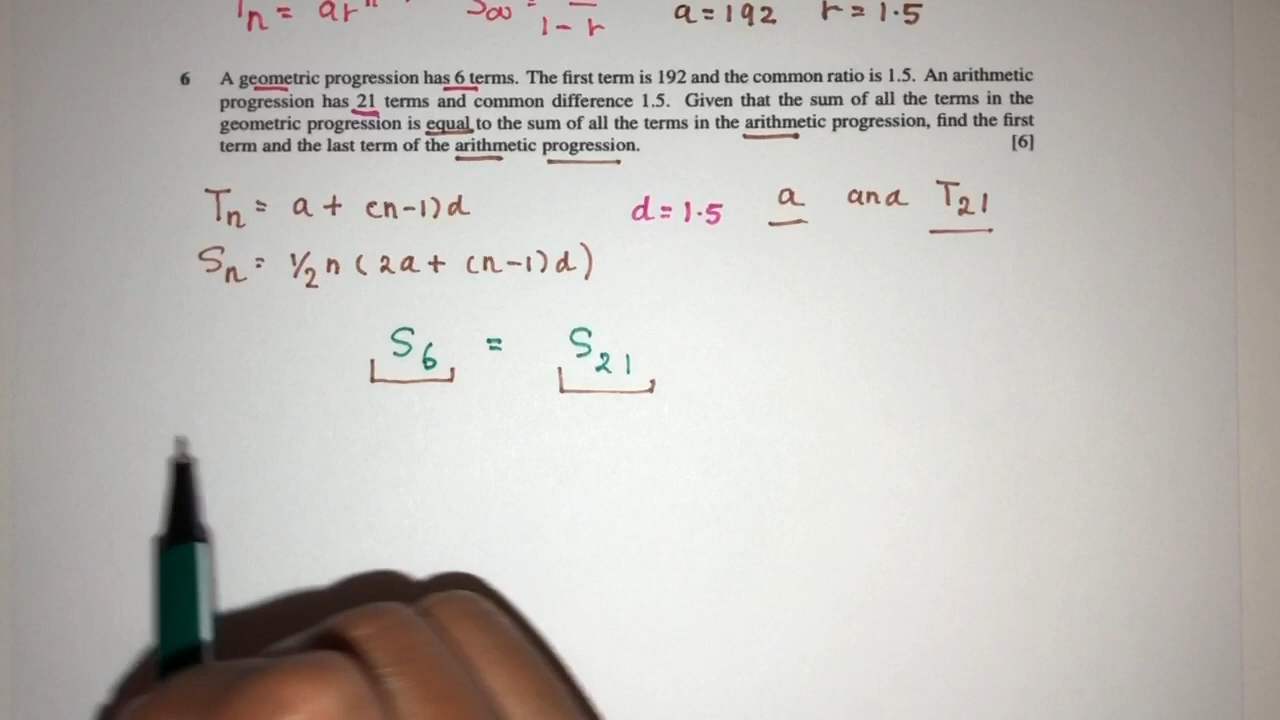 Tn = ar S∞ = 1-r a=192 r=1.5
6 A geometric progression has 6 terms. The first term is 192 and the common ratio is 1.5. An arithmetic
progression has 21 terms and common difference 1.5. Given that the sum of all the terms in the
geometric progression is equal to the sum of all the terms in the arithmetic progression, find the first
term and the last term of the arithmetic progression. [6]
Tn = a + (n-1)d d=1.5 a and T21
Sn = ½n(2a+(n-1)d)
S6 = S21